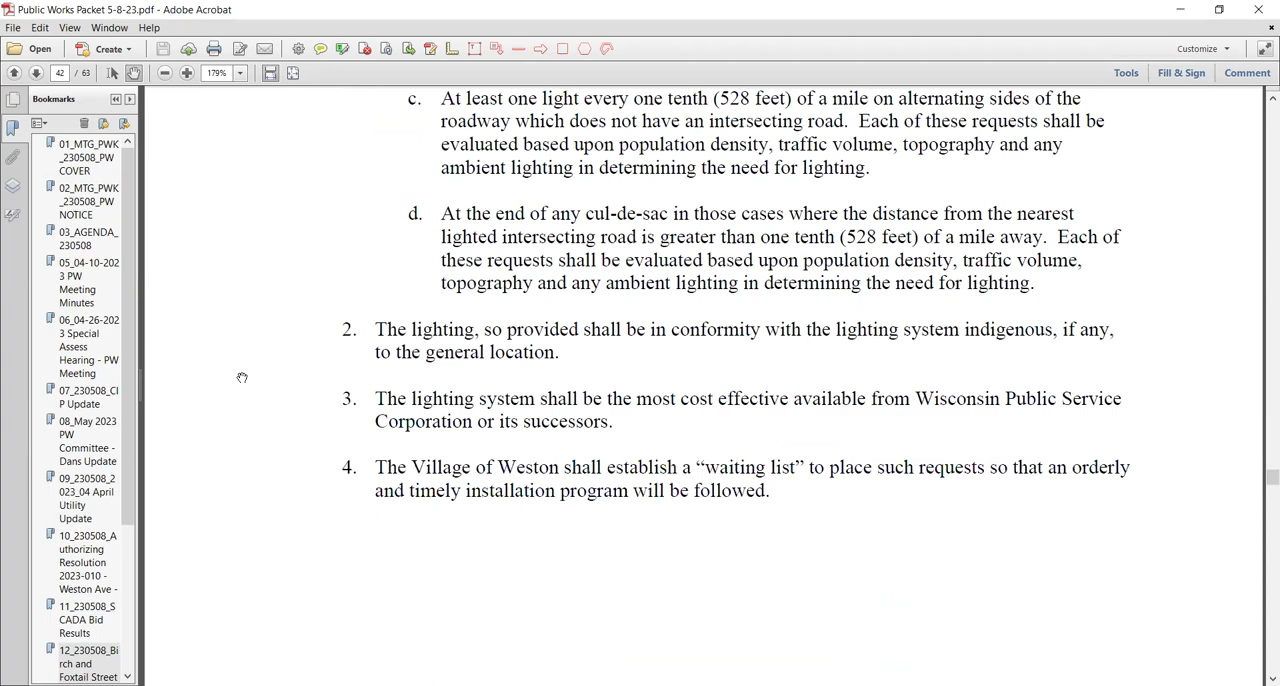 Public Works Packet 5-8-23.pdf - Adobe Acrobat
File Edit View Window Help
Open Create Customize
42 / 63 179% Tools Fill & Sign Comment
Bookmarks
01_MTG_PWK
_230508_PW
COVER
02_MTG_PWK
_230508_PW
NOTICE
03_AGENDA_
230508
05_04-10-202
3 PW
Meeting
Minutes
06_04-26-202
3 Special
Assess
Hearing - PW
Meeting
07_230508_CI
P Update
08_May 2023
PW
Committee -
Dans Update
09_230508_2
023_04 April
Utility
Update
10_230508_A
uthorizing
Resolution
2023-010 -
Weston Ave -
11_230508_S
CADA Bid
Results
12_230508_Bi
rch and
Foxtail Street
c. At least one light every one tenth (528 feet) of a mile on alternating sides of the
roadway which does not have an intersecting road. Each of these requests shall be
evaluated based upon population density, traffic volume, topography and any
ambient lighting in determining the need for lighting.
d. At the end of any cul-de-sac in those cases where the distance from the nearest
lighted intersecting road is greater than one tenth (528 feet) of a mile away. Each of
these requests shall be evaluated based upon population density, traffic volume,
topography and any ambient lighting in determining the need for lighting.
2. The lighting, so provided shall be in conformity with the lighting system indigenous, if any,
to the general location.
3. The lighting system shall be the most cost effective available from Wisconsin Public Service
Corporation or its successors.
4. The Village of Weston shall establish a “waiting list” to place such requests so that an orderly
and timely installation program will be followed.